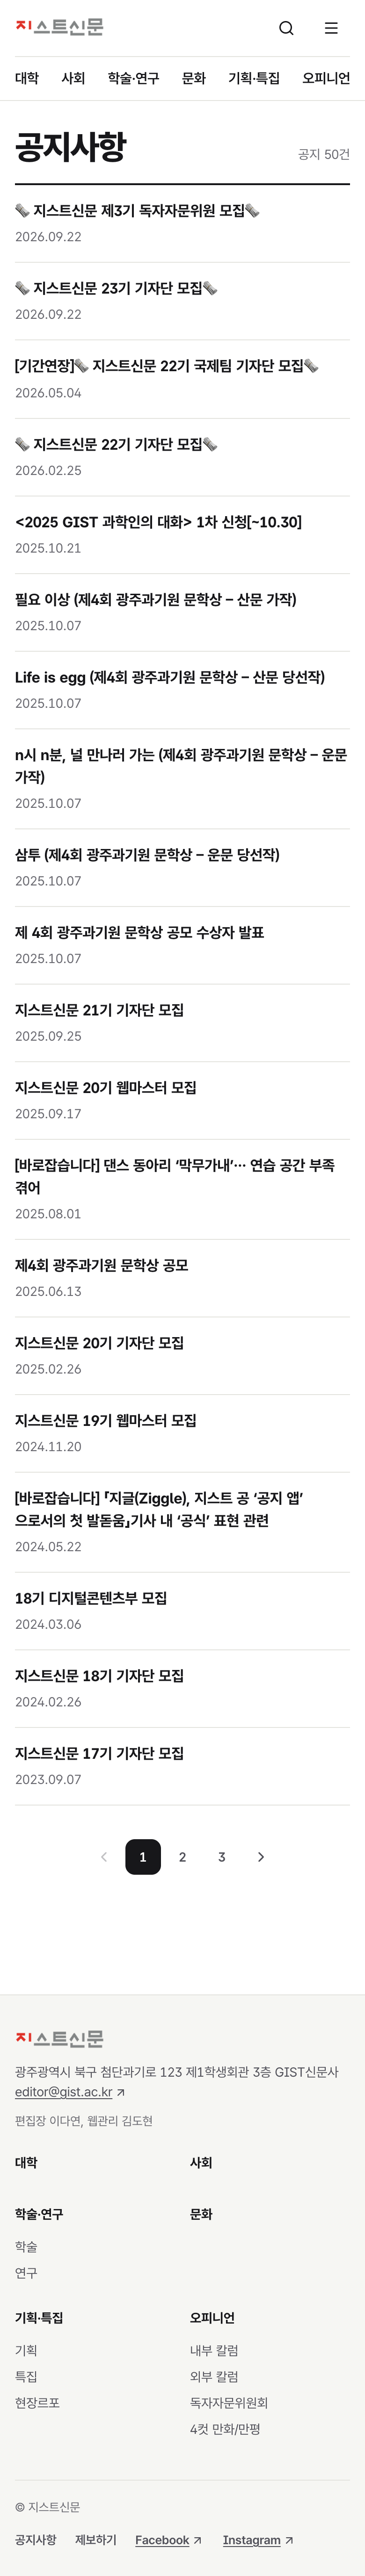 지스트신문
대학 사회 학술·연구 문화 기획·특집 오피니언
공지사항
공지 50건
🗞️ 지스트신문 제3기 독자자문위원 모집🗞️
2026.09.22
🗞️ 지스트신문 23기 기자단 모집🗞️
2026.09.22
[기간연장]🗞️ 지스트신문 22기 국제팀 기자단 모집🗞️
2026.05.04
🗞️ 지스트신문 22기 기자단 모집🗞️
2026.02.25
<2025 GIST 과학인의 대화> 1차 신청[~10.30]
2025.10.21
필요 이상 (제4회 광주과기원 문학상 – 산문 가작)
2025.10.07
Life is egg (제4회 광주과기원 문학상 – 산문 당선작)
2025.10.07
n시 n분, 널 만나러 가는 (제4회 광주과기원 문학상 – 운문
가작)
2025.10.07
삼투 (제4회 광주과기원 문학상 – 운문 당선작)
2025.10.07
제 4회 광주과기원 문학상 공모 수상자 발표
2025.10.07
지스트신문 21기 기자단 모집
2025.09.25
지스트신문 20기 웹마스터 모집
2025.09.17
[바로잡습니다] 댄스 동아리 ‘막무가내’… 연습 공간 부족
겪어
2025.08.01
제4회 광주과기원 문학상 공모
2025.06.13
지스트신문 20기 기자단 모집
2025.02.26
지스트신문 19기 웹마스터 모집
2024.11.20
[바로잡습니다] 「지글(Ziggle), 지스트 공 ‘공지 앱’
으로서의 첫 발돋움」기사 내 ‘공식’ 표현 관련
2024.05.22
18기 디지털콘텐츠부 모집
2024.03.06
지스트신문 18기 기자단 모집
2024.02.26
지스트신문 17기 기자단 모집
2023.09.07
1 2 3
지스트신문
광주광역시 북구 첨단과기로 123 제1학생회관 3층 GIST신문사
editor@gist.ac.kr
편집장 이다연, 웹관리 김도현
대학 사회
학술·연구 문화
학술
연구
기획·특집 오피니언
기획 내부 칼럼
특집 외부 칼럼
현장르포 독자자문위원회
4컷 만화/만평
© 지스트신문
공지사항 제보하기 Facebook Instagram